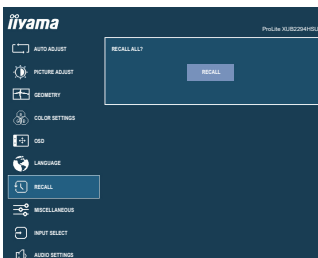 iiyama
ProLite XUB2294HSU
AUTO ADJUST
RECALL ALL?
PICTURE ADJUST
RECALL
GEOMETRY
COLOR SETTINGS
OSD
LANGUAGE
RECALL
MISCELLANEOUS
INPUT SELECT
AUDIO SETTINGS